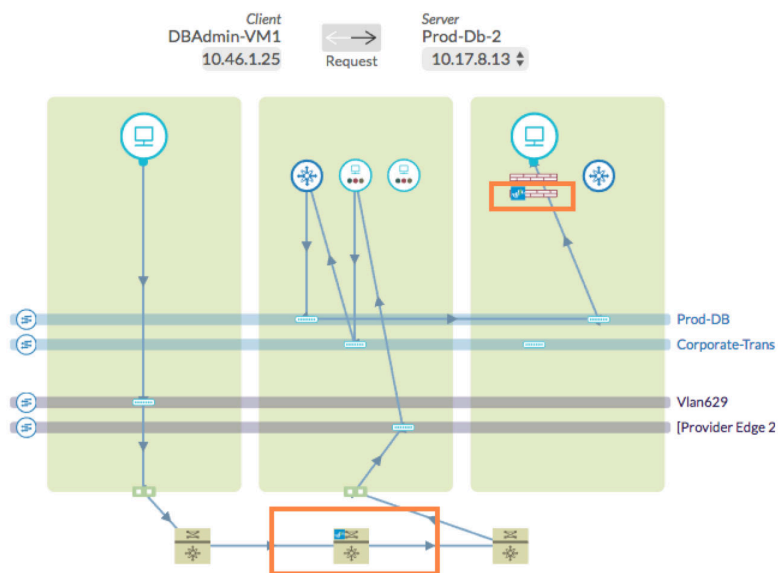 Client
DBAdmin-VM1
10.46.1.25
Request
Server
Prod-Db-2
10.17.8.13
Prod-DB
Corporate-Trans
Vlan629
[Provider Edge 2